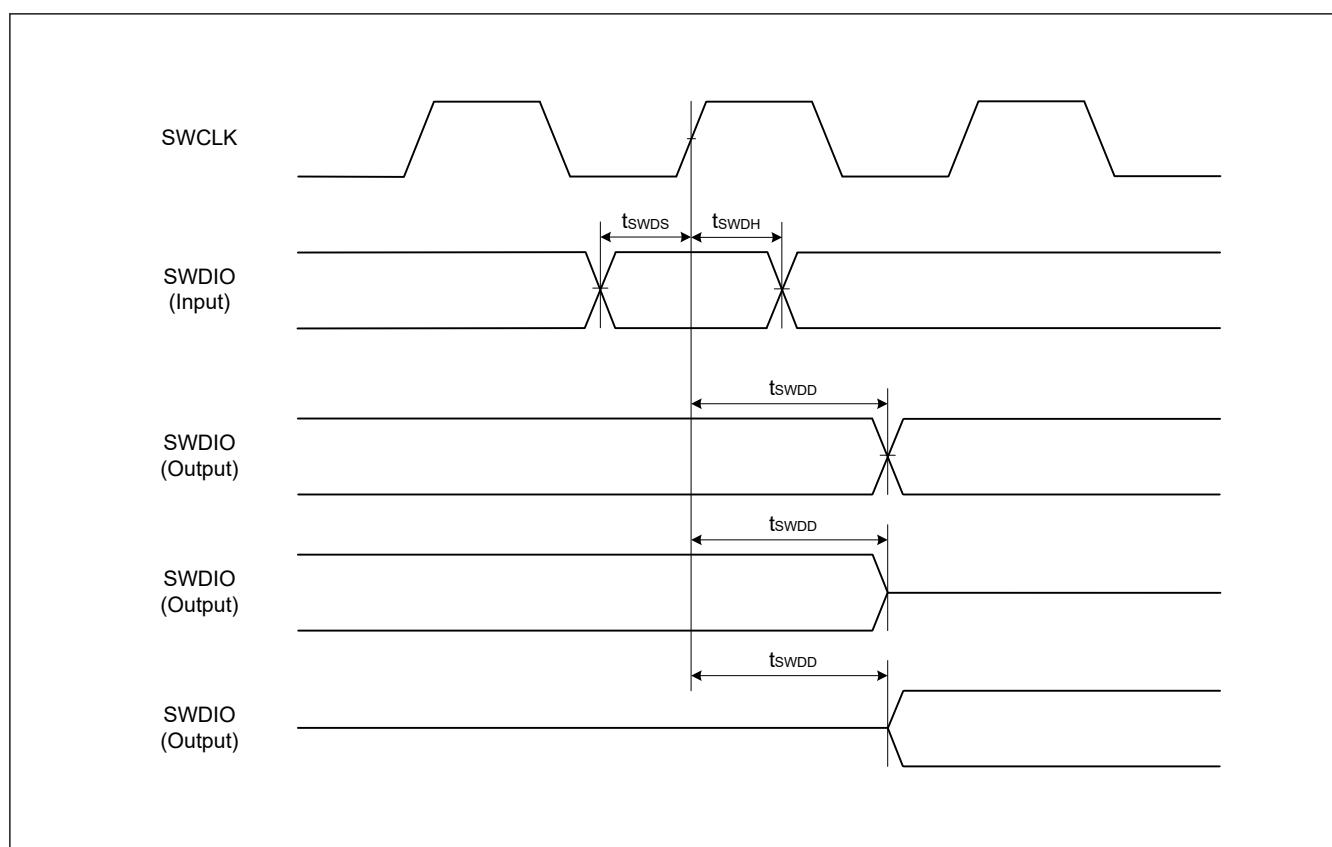 SWCLK
tSWDS
tSWDH
SWDIO
(Input)
tSWDD
SWDIO
(Output)
tSWDD
SWDIO
(Output)
tSWDD
SWDIO
(Output)